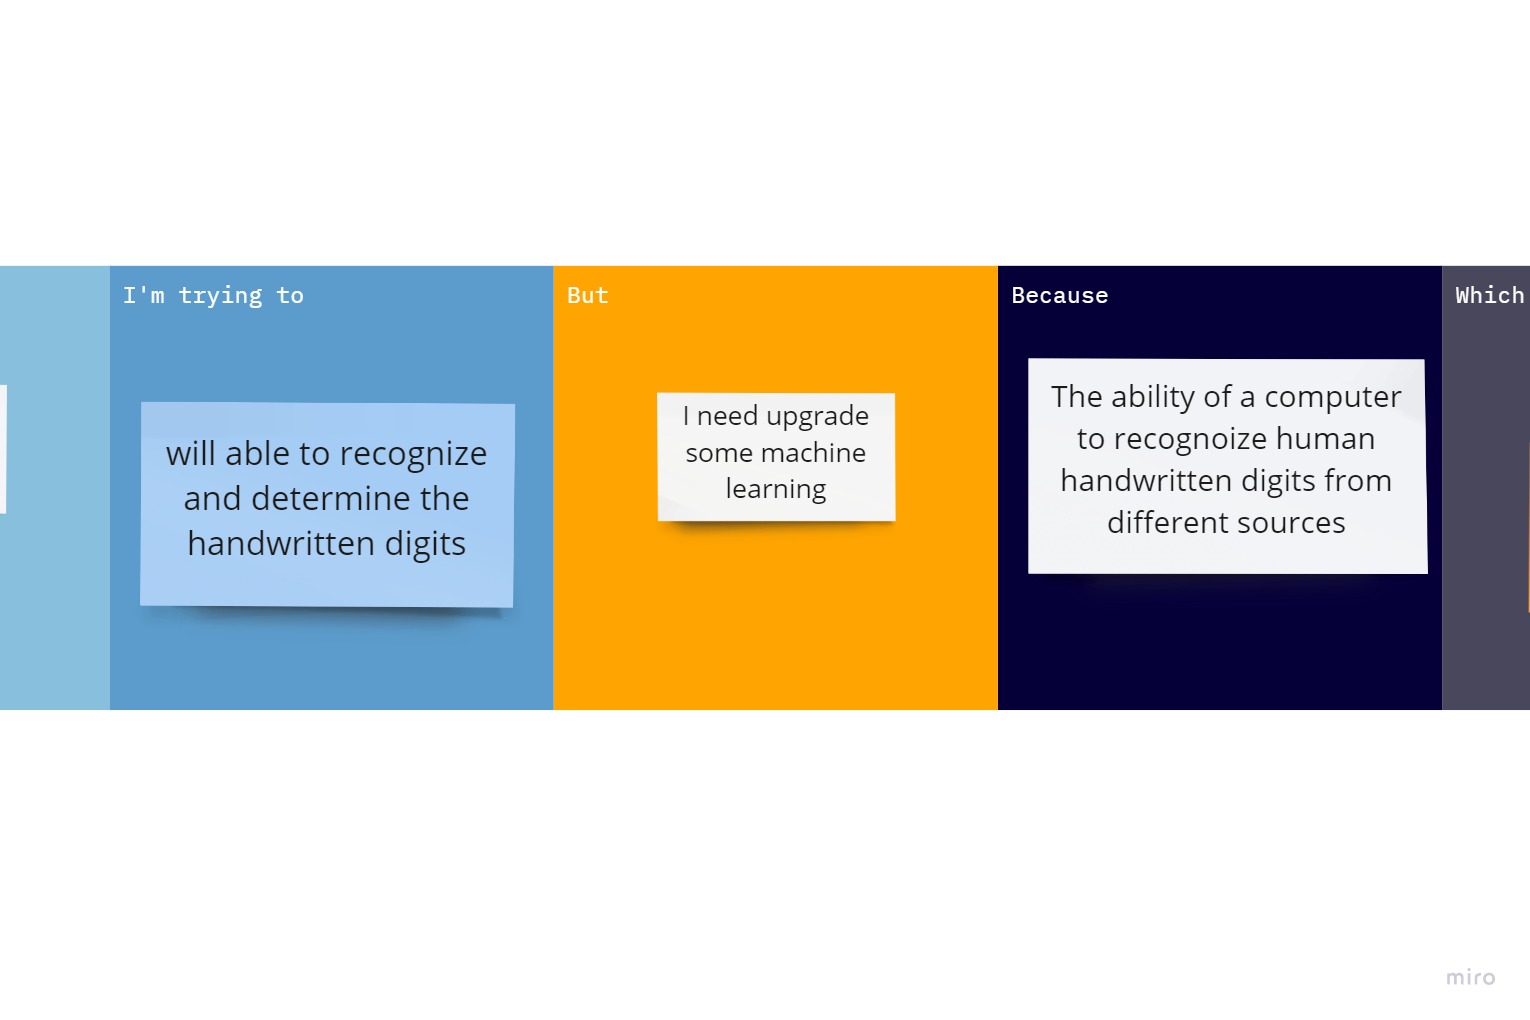 I'm trying to
will able to recognize
and determine the
handwritten digits
But
I need upgrade
some machine
learning
Because
The ability of a computer
to recognoize human
handwritten digits from
different sources
Which
miro